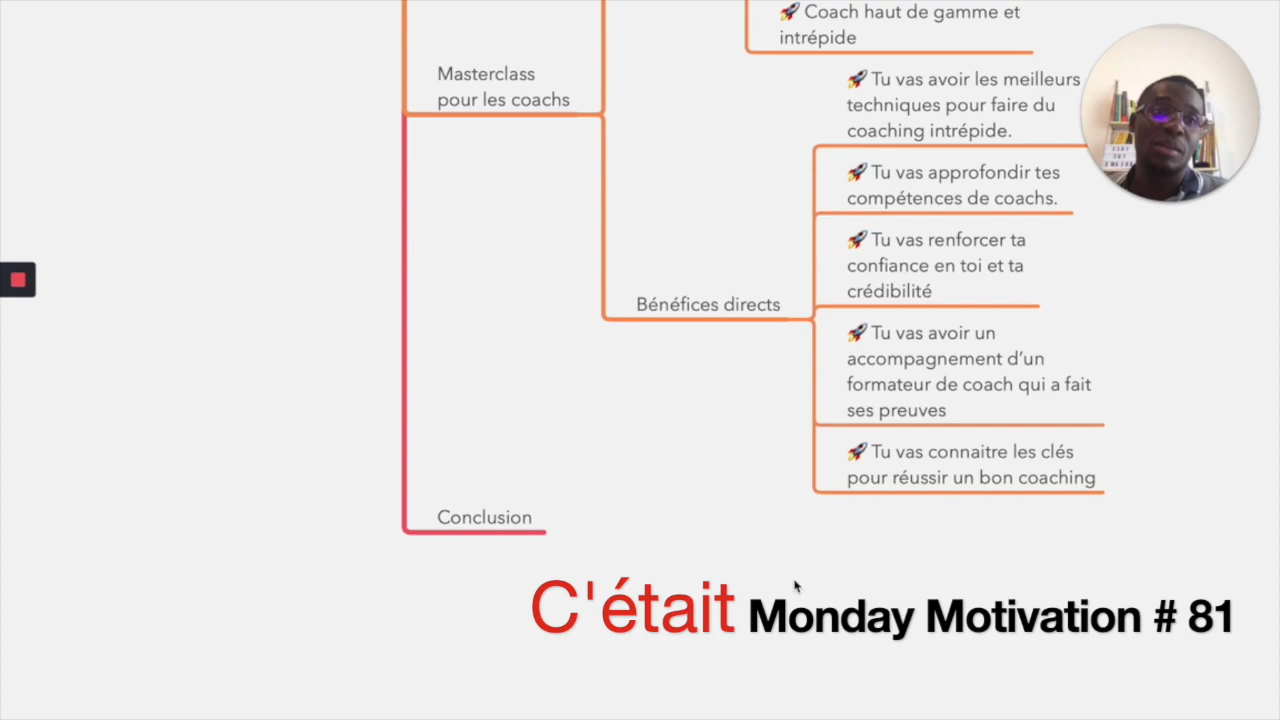 🚀 Coach haut de gamme et
intrépide
Masterclass
pour les coachs
🚀 Tu vas avoir les meilleurs
techniques pour faire du
coaching intrépide.
🚀 Tu vas approfondir tes
compétences de coachs.
🚀 Tu vas renforcer ta
confiance en toi et ta
crédibilité
Bénéfices directs
🚀 Tu vas avoir un
accompagnement d’un
formateur de coach qui a fait
ses preuves
🚀 Tu vas connaitre les clés
pour réussir un bon coaching
Conclusion
C'était Monday Motivation # 81